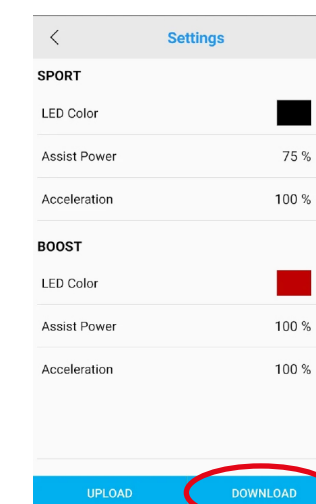 Settings
SPORT
LED Color
Assist Power 75 %
Acceleration 100 %
BOOST
LED Color
Assist Power 100 %
Acceleration 100 %
UPLOAD DOWNLOAD